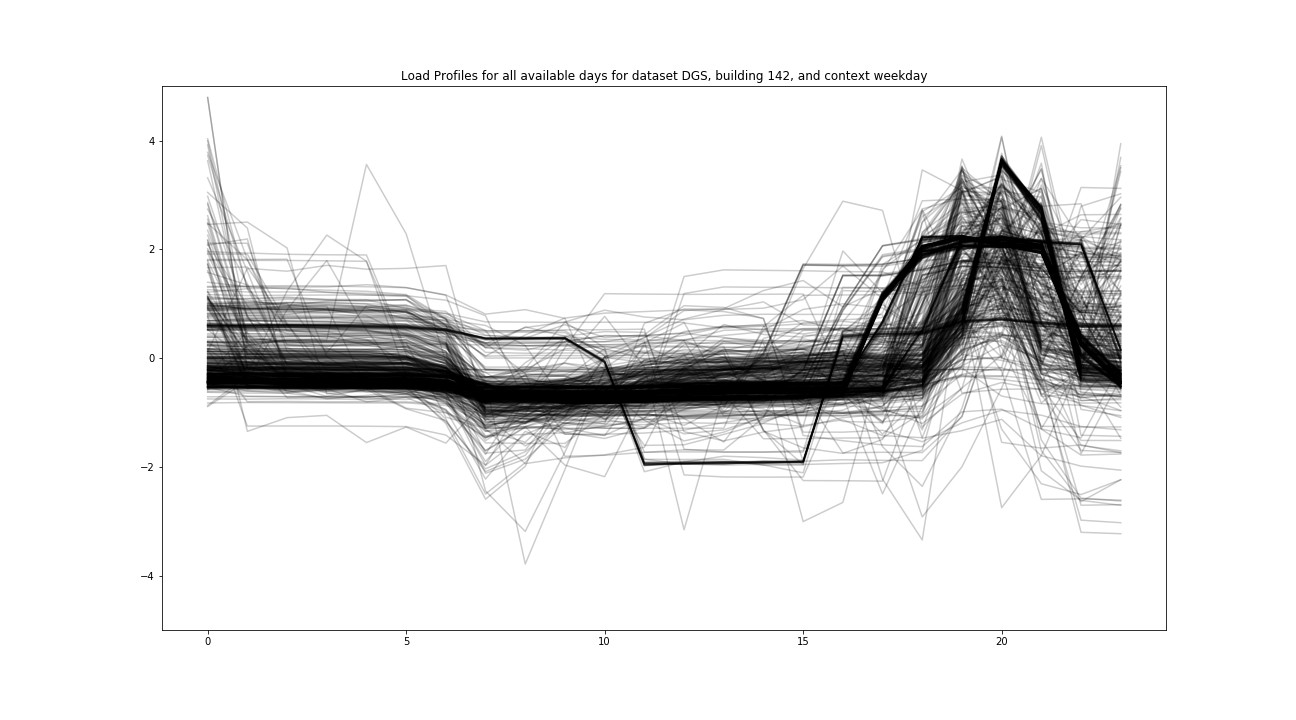 Load Profiles for all available days for dataset DGS, building 142, and context weekday
4
2
0
−2
−4
0 5 10 15 20